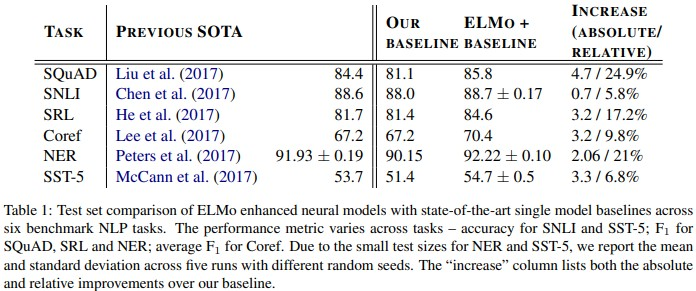 TASK PREVIOUS SOTA OUR BASELINE ELMO + BASELINE INCREASE (ABSOLUTE/ RELATIVE)
SQuAD Liu et al. (2017) 84.4 81.1 85.8 4.7 / 24.9%
SNLI Chen et al. (2017) 88.6 88.0 88.7 ± 0.17 0.7 / 5.8%
SRL He et al. (2017) 81.7 81.4 84.6 3.2 / 17.2%
Coref Lee et al. (2017) 67.2 67.2 70.4 3.2 / 9.8%
NER Peters et al. (2017) 91.93 ± 0.19 90.15 92.22 ± 0.10 2.06 / 21%
SST-5 McCann et al. (2017) 53.7 51.4 54.7 ± 0.5 3.3 / 6.8%
Table 1: Test set comparison of ELMo enhanced neural models with state-of-the-art single model baselines across
six benchmark NLP tasks. The performance metric varies across tasks – accuracy for SNLI and SST-5; F1 for
SQuAD, SRL and NER; average F1 for Coref. Due to the small test sizes for NER and SST-5, we report the mean
and standard deviation across five runs with different random seeds. The “increase” column lists both the absolute
and relative improvements over our baseline.